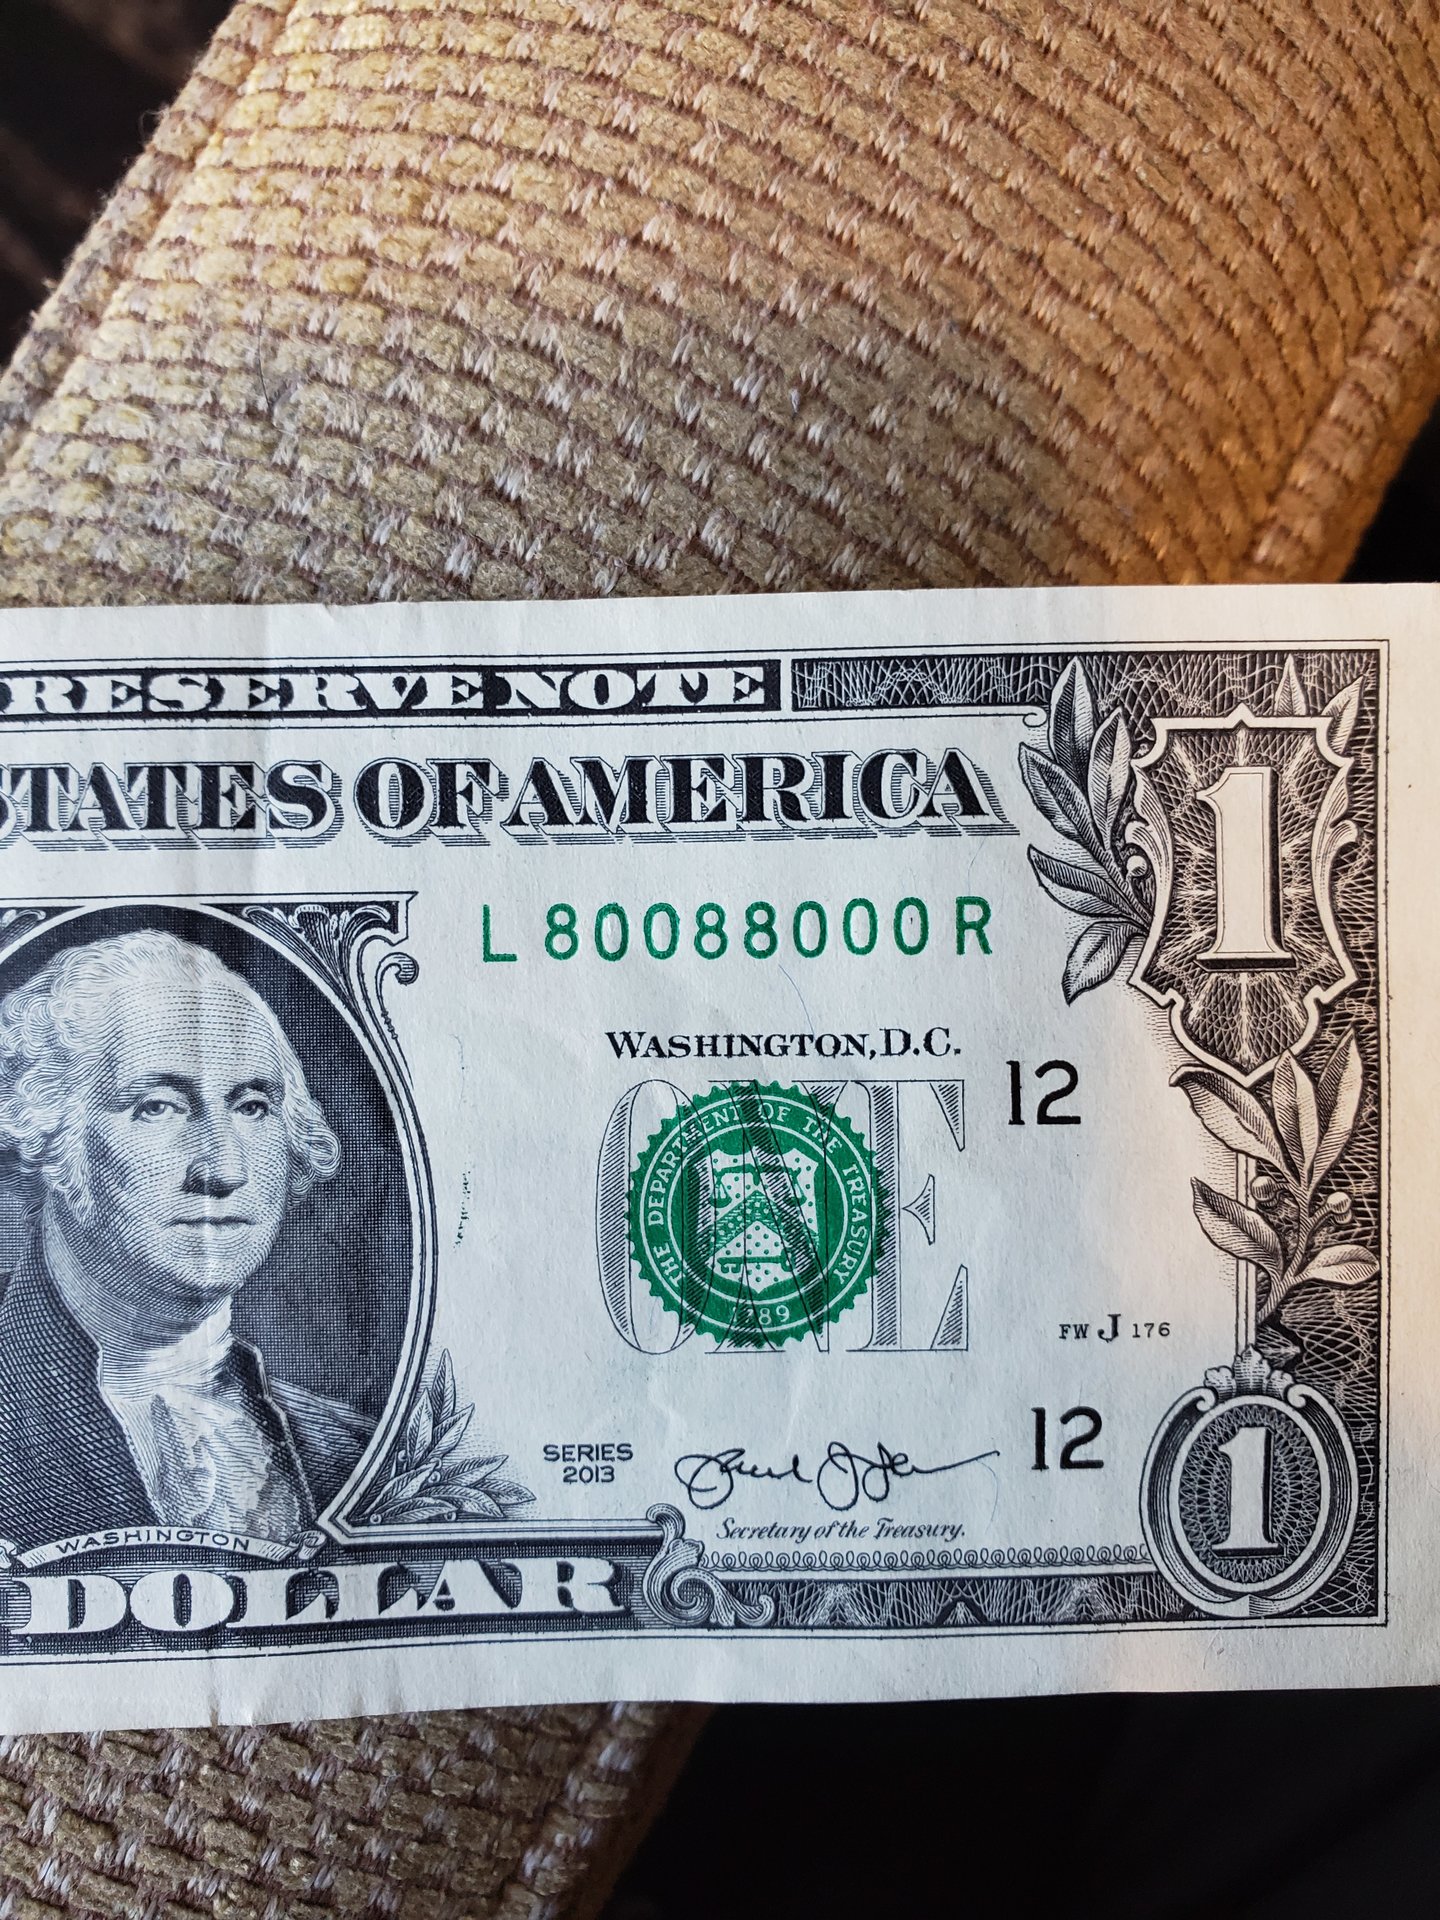 RESERVE NOTE
STATES OF AMERICA
1
L 80088000 R
WASHINGTON, D.C.
12
ONE
THE DEPARTMENT OF THE TREASURY
1789
FW J 176
SERIES
2013
12
Secretary of the Treasury.
WASHINGTON
DOLLAR
1